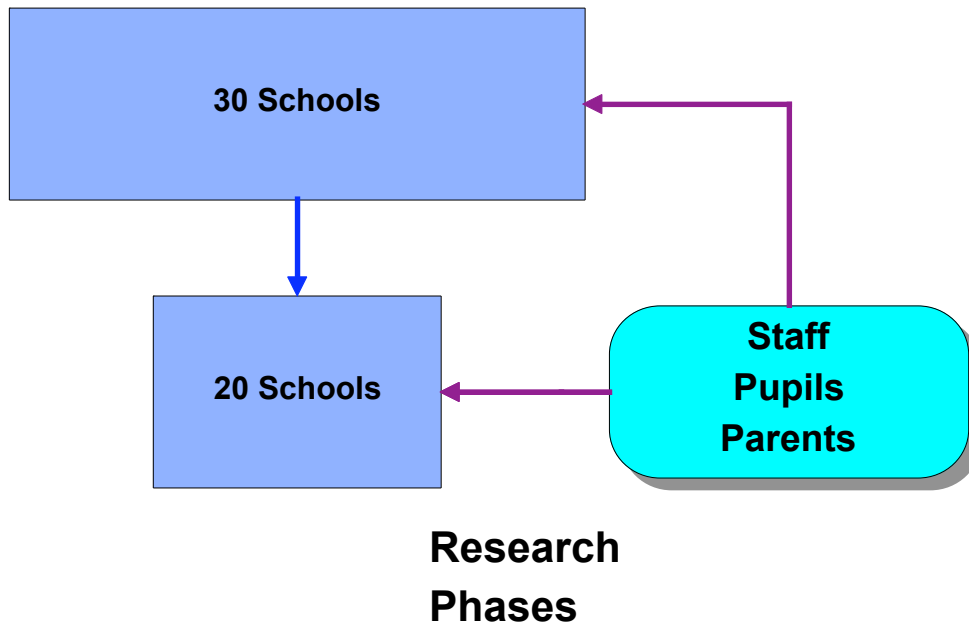 30 Schools
20 Schools
Staff
Pupils
Parents
Research
Phases